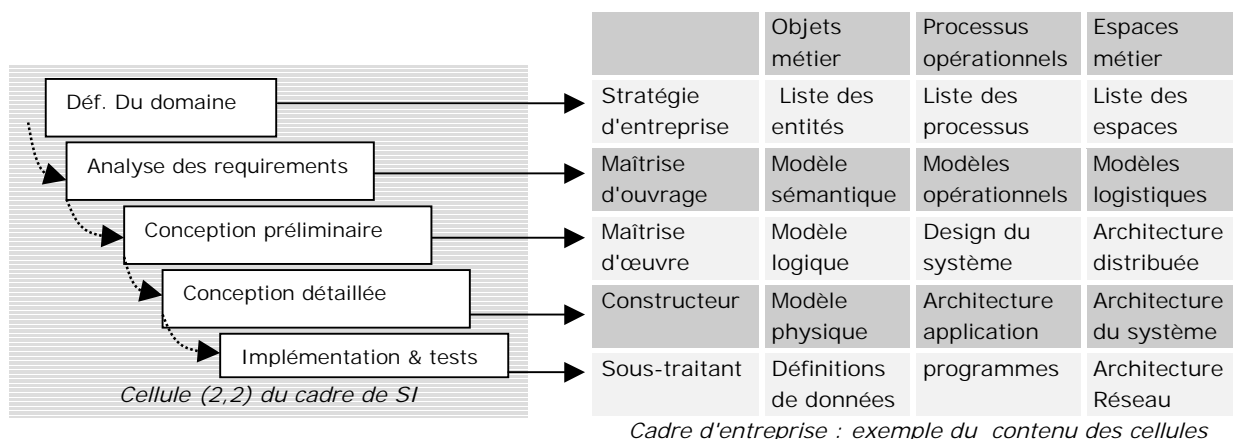 Déf. Du domaine
Analyse des requirements
Conception préliminaire
Conception détaillée
Implémentation & tests
Cellule (2,2) du cadre de SI
Objets Processus Espaces
métier opérationnels métier
Stratégie Liste des Liste des Liste des
d'entreprise entités processus espaces
Maîtrise Modèle Modèles Modèles
d'ouvrage sémantique opérationnels logistiques
Maîtrise Modèle Design du Architecture
d'œuvre logique système distribuée
Constructeur Modèle Architecture Architecture
physique application du système
Sous-traitant Définitions programmes Architecture
de données Réseau
Cadre d'entreprise : exemple du contenu des cellules